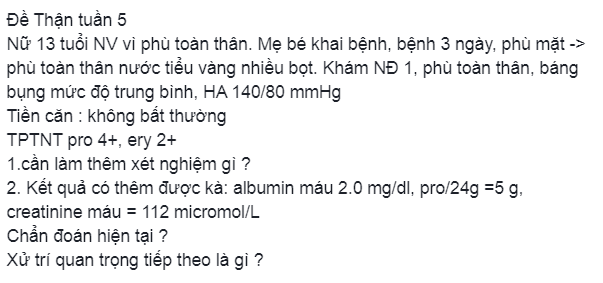 Đề Thận tuần 5
Nữ 13 tuổi NV vì phù toàn thân. Mẹ bé khai bệnh, bệnh 3 ngày, phù mặt ->
phù toàn thân nước tiểu vàng nhiều bọt. Khám NĐ 1, phù toàn thân, báng
bụng mức độ trung bình, HA 140/80 mmHg
Tiền căn : không bất thường
TPTNT pro 4+, ery 2+
1.cần làm thêm xét nghiệm gì ?
2. Kết quả có thêm được kà: albumin máu 2.0 mg/dl, pro/24g =5 g,
creatinine máu = 112 micromol/L
Chẩn đoán hiện tại ?
Xử trí quan trọng tiếp theo là gì ?